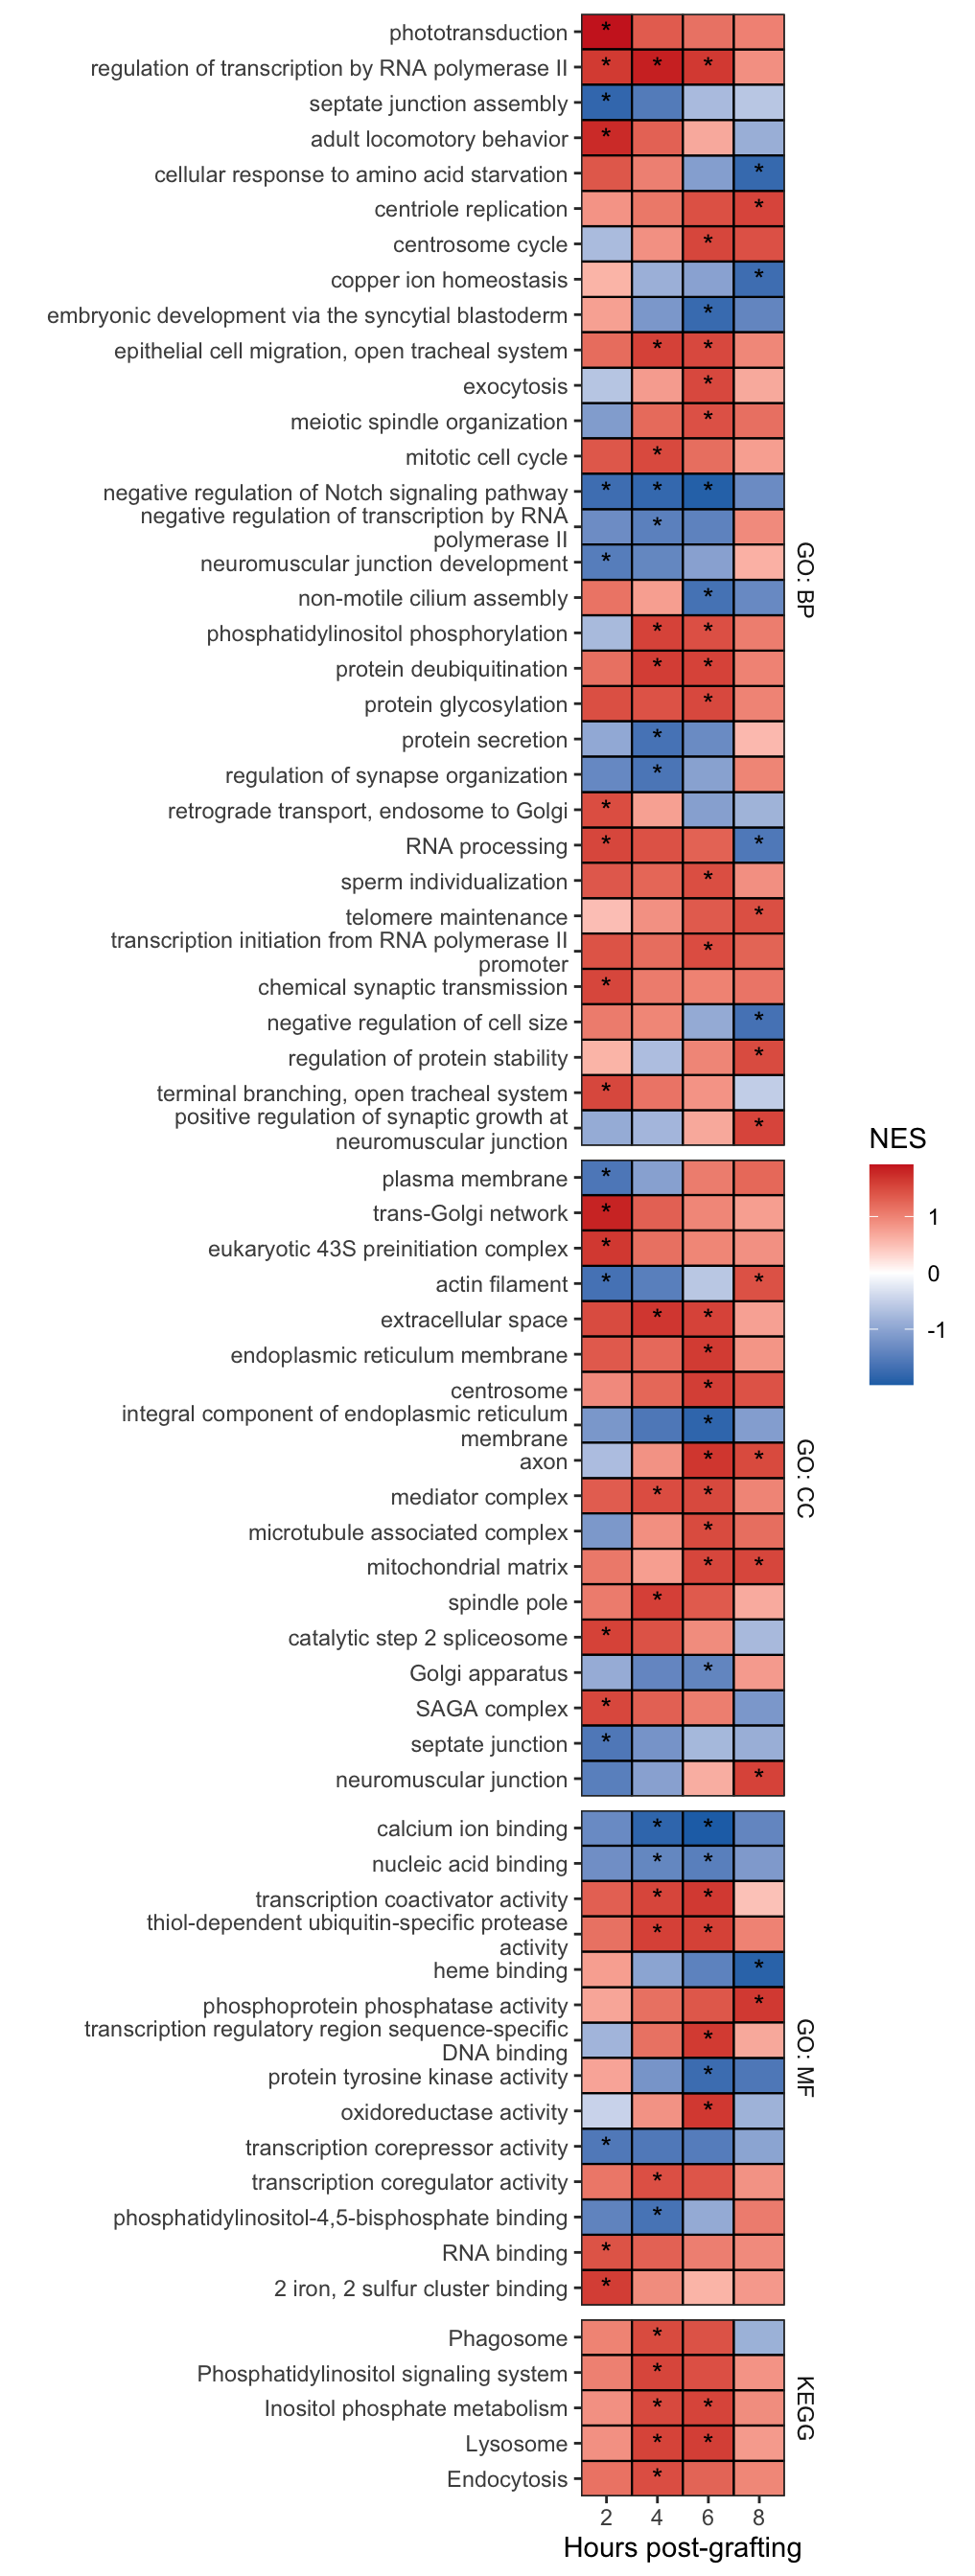 phototransduction
*
regulation of transcription by RNA polymerase II
* * *
septate junction assembly
*
adult locomotory behavior
*
cellular response to amino acid starvation
*
centriole replication
*
centrosome cycle
*
copper ion homeostasis
*
embryonic development via the syncytial blastoderm
*
epithelial cell migration, open tracheal system
* *
exocytosis
*
meiotic spindle organization
*
mitotic cell cycle
*
negative regulation of Notch signaling pathway
* * *
negative regulation of transcription by RNA
polymerase II
*
neuromuscular junction development
*
non-motile cilium assembly
*
phosphatidylinositol phosphorylation
* *
protein deubiquitination
* *
protein glycosylation
*
protein secretion
*
regulation of synapse organization
*
retrograde transport, endosome to Golgi
*
RNA processing
* *
sperm individualization
*
telomere maintenance
*
transcription initiation from RNA polymerase II
promoter
*
chemical synaptic transmission
*
negative regulation of cell size
*
regulation of protein stability
*
terminal branching, open tracheal system
*
positive regulation of synaptic growth at
neuromuscular junction
*
GO: BP
plasma membrane
*
trans-Golgi network
*
eukaryotic 43S preinitiation complex
*
actin filament
* *
extracellular space
* *
endoplasmic reticulum membrane
*
centrosome
*
integral component of endoplasmic reticulum
membrane
*
axon
* *
mediator complex
* *
microtubule associated complex
*
mitochondrial matrix
* *
spindle pole
*
catalytic step 2 spliceosome
*
Golgi apparatus
*
SAGA complex
*
septate junction
*
neuromuscular junction
*
GO: CC
calcium ion binding
* *
nucleic acid binding
* *
transcription coactivator activity
* *
thiol-dependent ubiquitin-specific protease
activity
* *
heme binding
*
phosphoprotein phosphatase activity
*
transcription regulatory region sequence-specific
DNA binding
*
protein tyrosine kinase activity
*
oxidoreductase activity
*
transcription corepressor activity
*
transcription coregulator activity
*
phosphatidylinositol-4,5-bisphosphate binding
*
RNA binding
*
2 iron, 2 sulfur cluster binding
*
GO: MF
Phagosome
*
Phosphatidylinositol signaling system
*
Inositol phosphate metabolism
* *
Lysosome
* *
Endocytosis
*
KEGG
2 4 6 8
Hours post-grafting
NES
1
0
-1